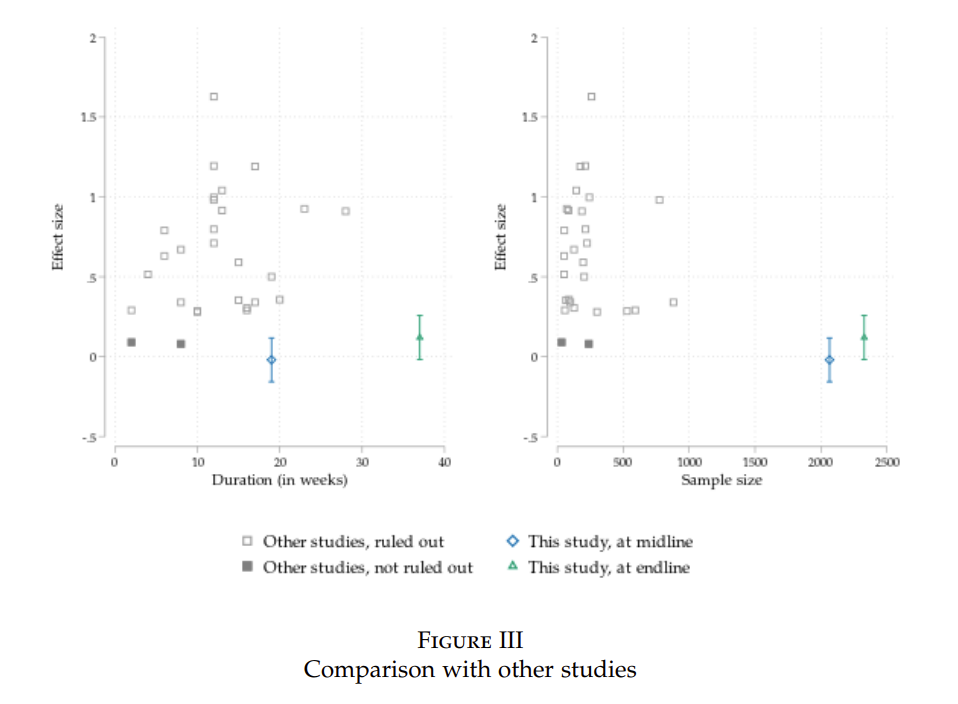 2
1.5
1
.5
0
-.5
Effect size
0 10 20 30 40
Duration (in weeks)
2
1.5
1
.5
0
-.5
Effect size
0 500 1000 1500 2000 2500
Sample size
Other studies, ruled out
This study, at midline
Other studies, not ruled out
This study, at endline
FIGURE III
Comparison with other studies